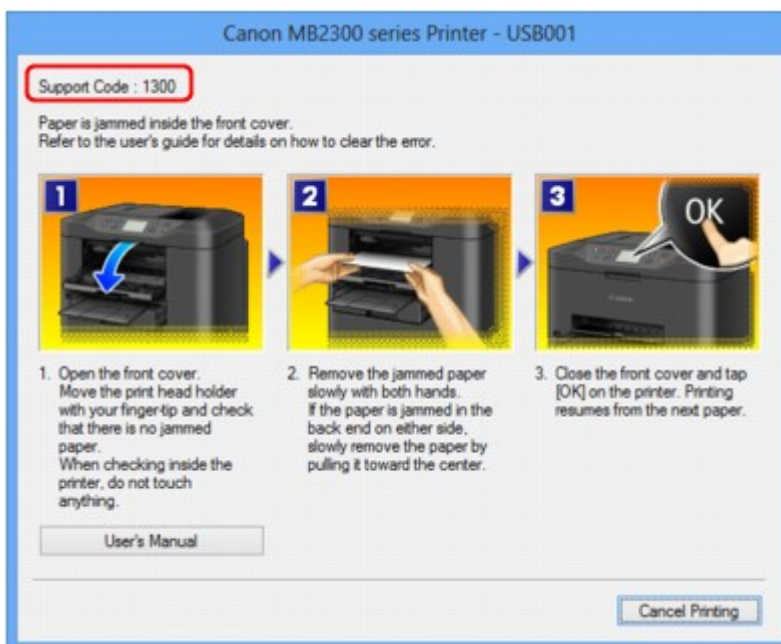 Canon MB2300 series Printer - USB001
Support Code : 1300
Paper is jammed inside the front cover.
Refer to the user's guide for details on how to clear the error.
1
2
3
OK
Canon
1. Open the front cover.
Move the print head holder
with your finger-tip and check
that there is no jammed
paper.
When checking inside the
printer, do not touch
anything.
2. Remove the jammed paper
slowly with both hands.
If the paper is jammed in the
back end on either side,
slowly remove the paper by
pulling it toward the center.
3. Close the front cover and tap
[OK] on the printer. Printing
resumes from the next paper.
User's Manual
Cancel Printing